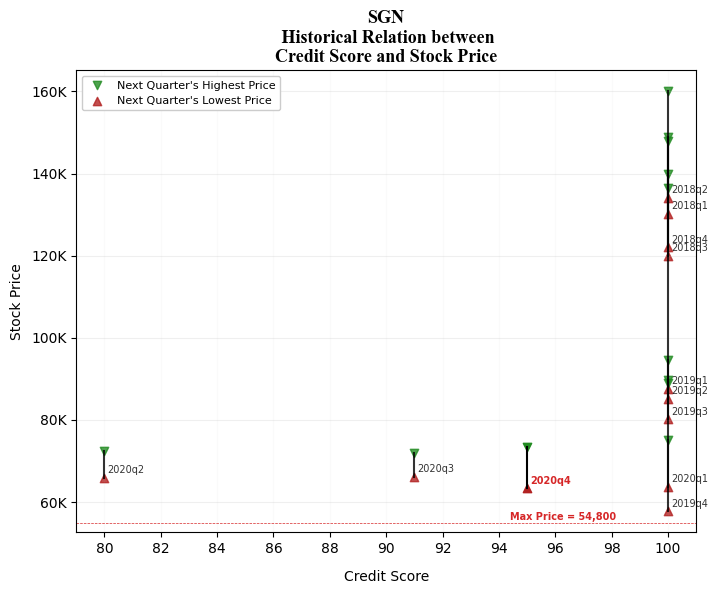 SGN
Historical Relation between
Credit Score and Stock Price
Next Quarter's Highest Price
Next Quarter's Lowest Price
160K
140K
120K
100K
80K
60K
Stock Price
2018q2
2018q1
2018q4
2018q3
2019q1
2019q2
2019q3
2020q1
2019q4
2020q2
2020q3
2020q4
Max Price = 54,800
80 82 84 86 88 90 92 94 96 98 100
Credit Score